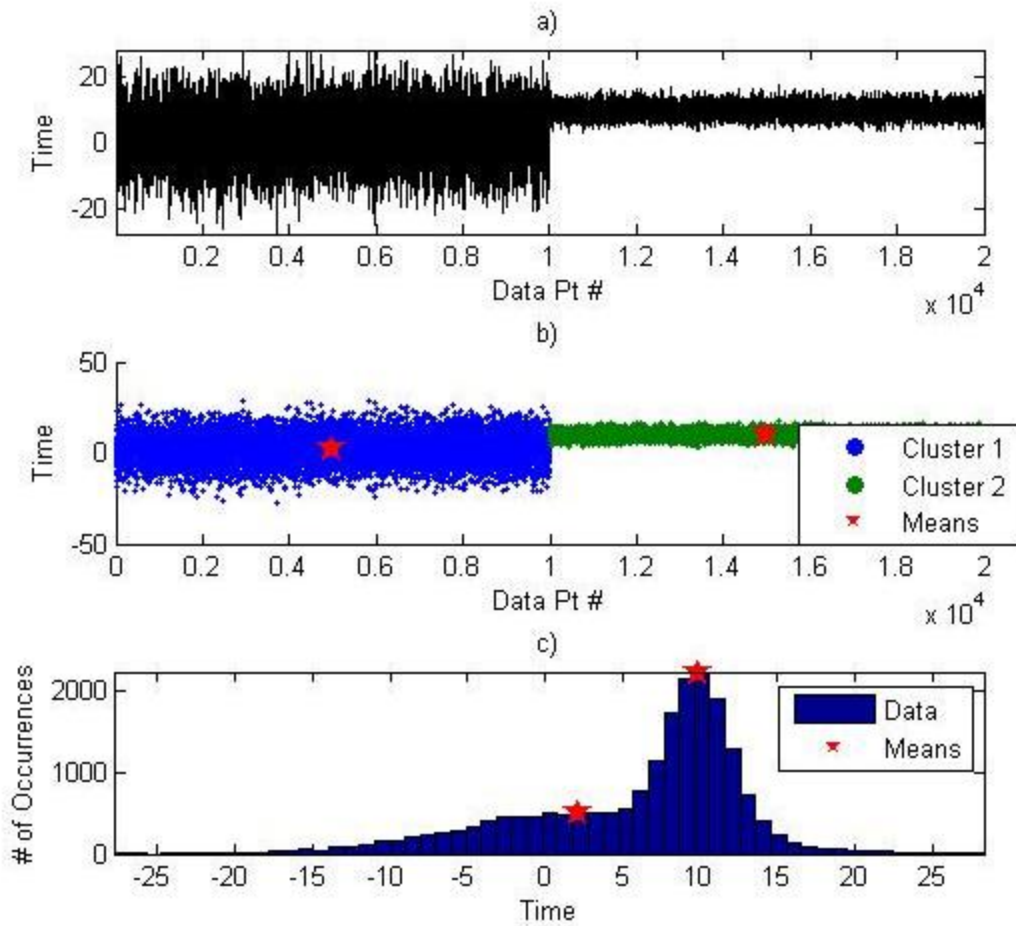 a)
20
0
-20
Time
0.2 0.4 0.6 0.8 1 1.2 1.4 1.6 1.8 2
Data Pt #
x 10^4
b)
50
0
-50
Time
Cluster 1
Cluster 2
Means
0 0.2 0.4 0.6 0.8 1 1.2 1.4 1.6 1.8 2
Data Pt #
x 10^4
c)
2000
1000
0
# of Occurrences
Data
Means
-25 -20 -15 -10 -5 0 5 10 15 20 25
Time